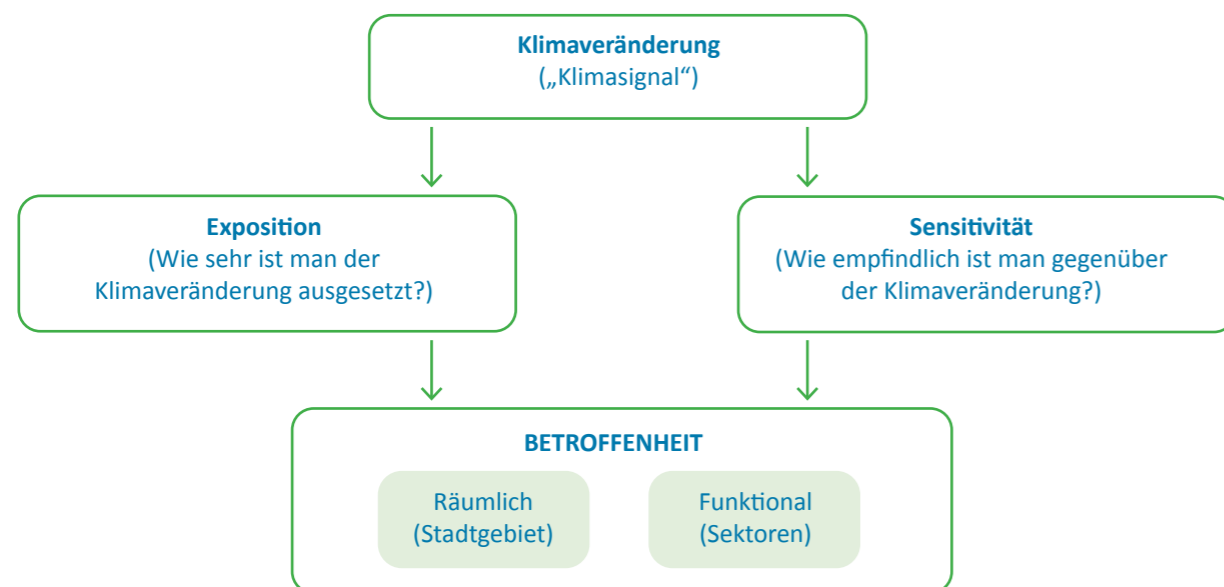 Klimaveränderung
(„Klimasignal“)
Exposition
(Wie sehr ist man der
Klimaveränderung ausgesetzt?)
Sensitivität
(Wie empfindlich ist man gegenüber
der Klimaveränderung?)
BETROFFENHEIT
Räumlich
(Stadtgebiet)
Funktional
(Sektoren)